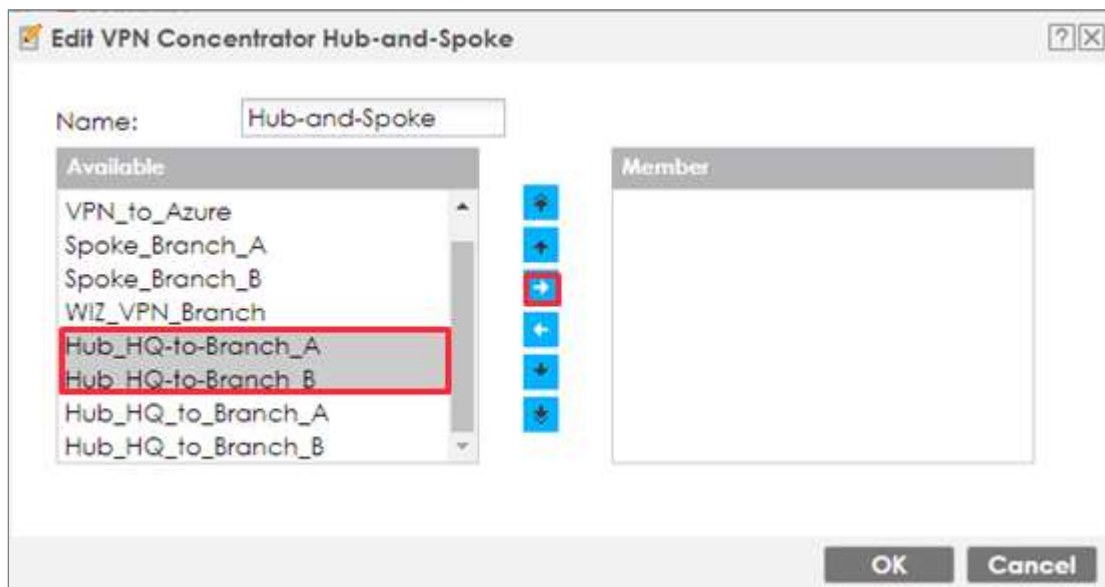 Edit VPN Concentrator Hub-and-Spoke
Name: Hub-and-Spoke
Available
Member
VPN_to_Azure
Spoke_Branch_A
Spoke_Branch_B
WIZ_VPN_Branch
Hub_HQ-to-Branch_A
Hub_HQ-to-Branch_B
Hub_HQ_to_Branch_A
Hub_HQ_to_Branch_B
OK Cancel